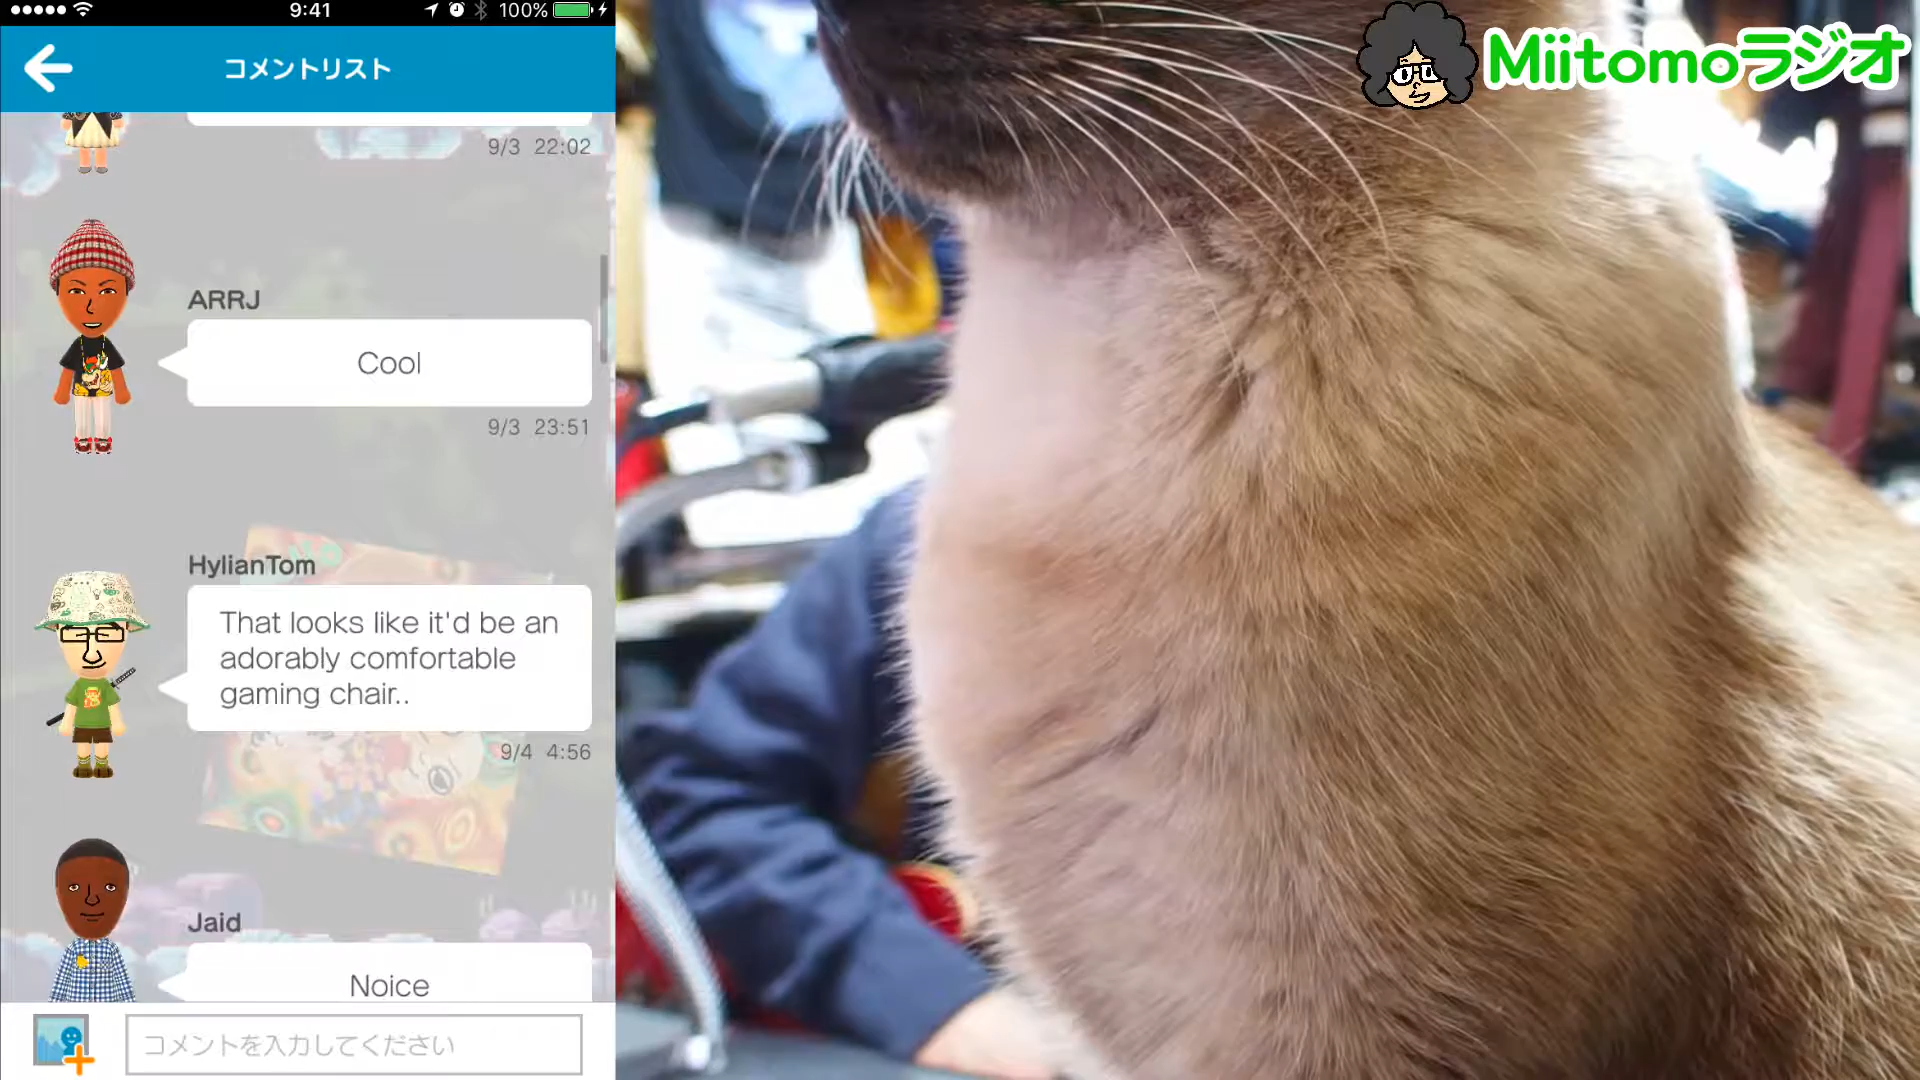 9:41
100%
コメントリスト
9/3 22:02
ARRJ
Cool
9/3 23:51
HylianTom
That looks like it'd be an
adorably comfortable
gaming chair..
9/4 4:56
Jaid
Noice
コメントを入力してください
Miitomoラジオ